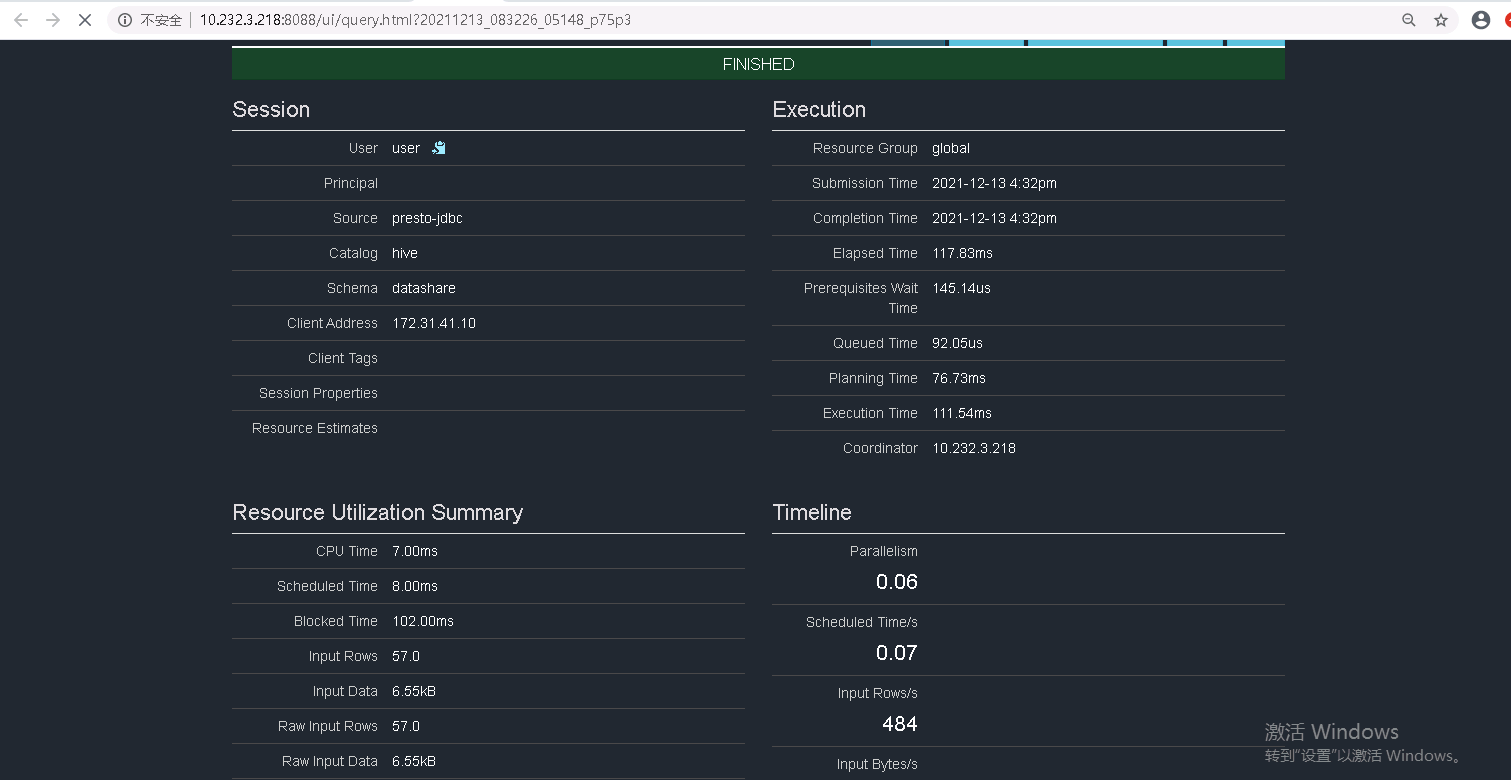 不安全
10.232.3.218:8088/ui/query.html?20211213_083226_05148_p75p3
FINISHED
Session
User user
Principal
Source presto-jdbc
Catalog hive
Schema datashare
Client Address 172.31.41.10
Client Tags
Session Properties
Resource Estimates
Execution
Resource Group global
Submission Time 2021-12-13 4:32pm
Completion Time 2021-12-13 4:32pm
Elapsed Time 117.83ms
Prerequisites Wait 145.14us
Time
Queued Time 92.05us
Planning Time 76.73ms
Execution Time 111.54ms
Coordinator 10.232.3.218
Resource Utilization Summary
CPU Time 7.00ms
Scheduled Time 8.00ms
Blocked Time 102.00ms
Input Rows 57.0
Input Data 6.55kB
Raw Input Rows 57.0
Raw Input Data 6.55kB
Timeline
Parallelism
0.06
Scheduled Time/s
0.07
Input Rows/s
484
Input Bytes/s
激活 Windows
转到"设置"以激活 Windows。